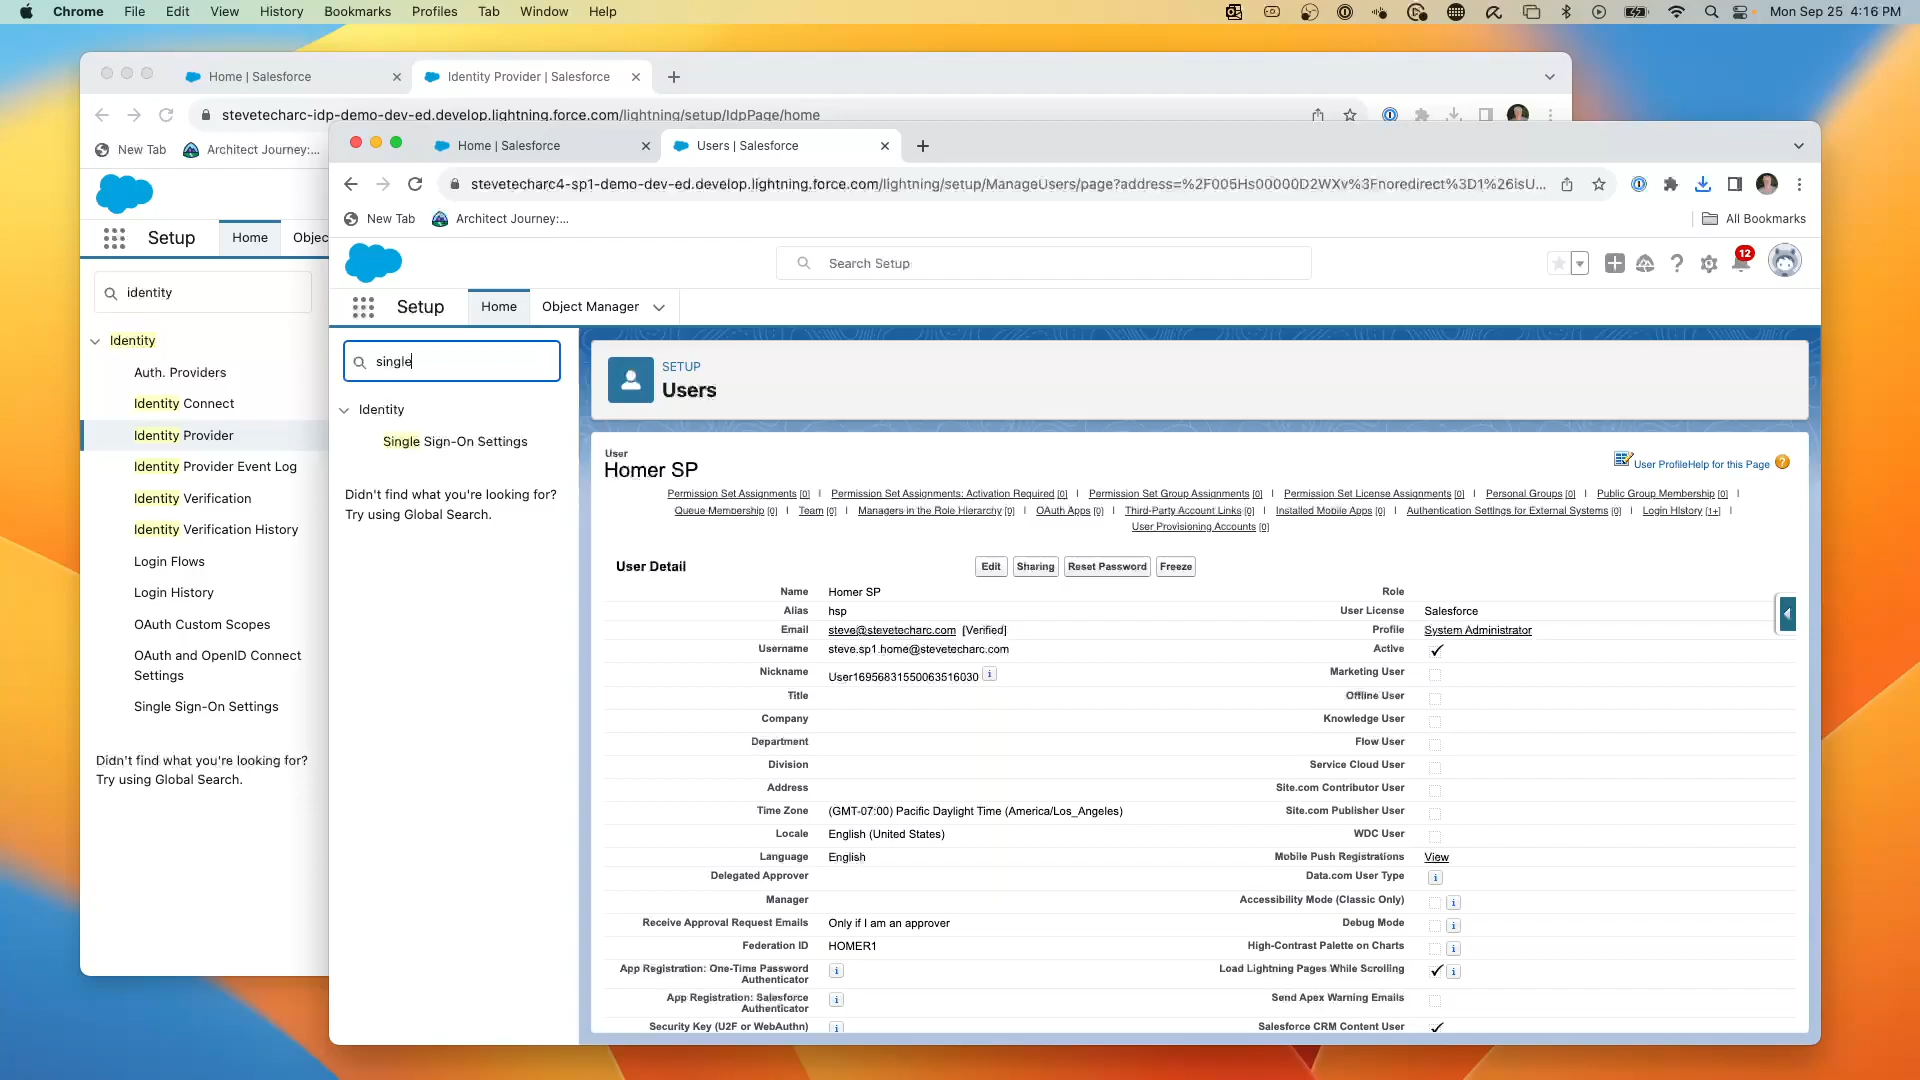 Chrome File Edit View History Bookmarks Profiles Tab Window Help
Mon Sep 25 4:16 PM
Home | Salesforce
Identity Provider | Salesforce
stevetecharc-idp-demo-dev-ed.develop.lightning.force.com/lightning/setup/IdpPage/home
New Tab
Architect Journey:...
Setup
Home
Objec
identity
Identity
Auth. Providers
Identity Connect
Identity Provider
Identity Provider Event Log
Identity Verification
Identity Verification History
Login Flows
Login History
OAuth Custom Scopes
OAuth and OpenID Connect
Settings
Single Sign-On Settings
Didn't find what you're looking for?
Try using Global Search.
Home | Salesforce
Users | Salesforce
stevetecharc4-sp1-demo-dev-ed.develop.lightning.force.com/lightning/setup/ManageUsers/page?address=%2F005Hs00000D2WXv%3Fnoredirect%3D1%26isU...
New Tab
Architect Journey:...
All Bookmarks
Search Setup
12
Setup
Home
Object Manager
single
Identity
Single Sign-On Settings
Didn't find what you're looking for?
Try using Global Search.
SETUP
Users
User
Homer SP
User Profile Help for this Page
Permission Set Assignments [0] | Permission Set Assignments: Activation Required [0] | Permission Set Group Assignments [0] | Permission Set License Assignments [0] | Personal Groups [0] | Public Group Membership [0] |
Queue Membership [0] | Team [0] | Managers in the Role Hierarchy [0] | OAuth Apps [0] | Third-Party Account Links [0] | Installed Mobile Apps [0] | Authentication Settings for External Systems [0] | Login History [1+] |
User Provisioning Accounts [0]
User Detail
Edit Sharing Reset Password Freeze
Name Homer SP
Role
Alias hsp
User License Salesforce
Email steve@stevetecharc.com [Verified]
Profile System Administrator
Username steve.sp1.home@stevetecharc.com
Active
Nickname User16956831550063516030
Marketing User
Title
Offline User
Company
Knowledge User
Department
Flow User
Division
Service Cloud User
Address
Site.com Contributor User
Time Zone (GMT-07:00) Pacific Daylight Time (America/Los_Angeles)
Site.com Publisher User
Locale English (United States)
WDC User
Language English
Mobile Push Registrations View
Delegated Approver
Data.com User Type
Manager
Accessibility Mode (Classic Only)
Receive Approval Request Emails Only if I am an approver
Debug Mode
Federation ID HOMER1
High-Contrast Palette on Charts
App Registration: One-Time Password
Authenticator
Load Lightning Pages While Scrolling
App Registration: Salesforce
Authenticator
Send Apex Warning Emails
Security Key (U2F or WebAuthn)
Salesforce CRM Content User